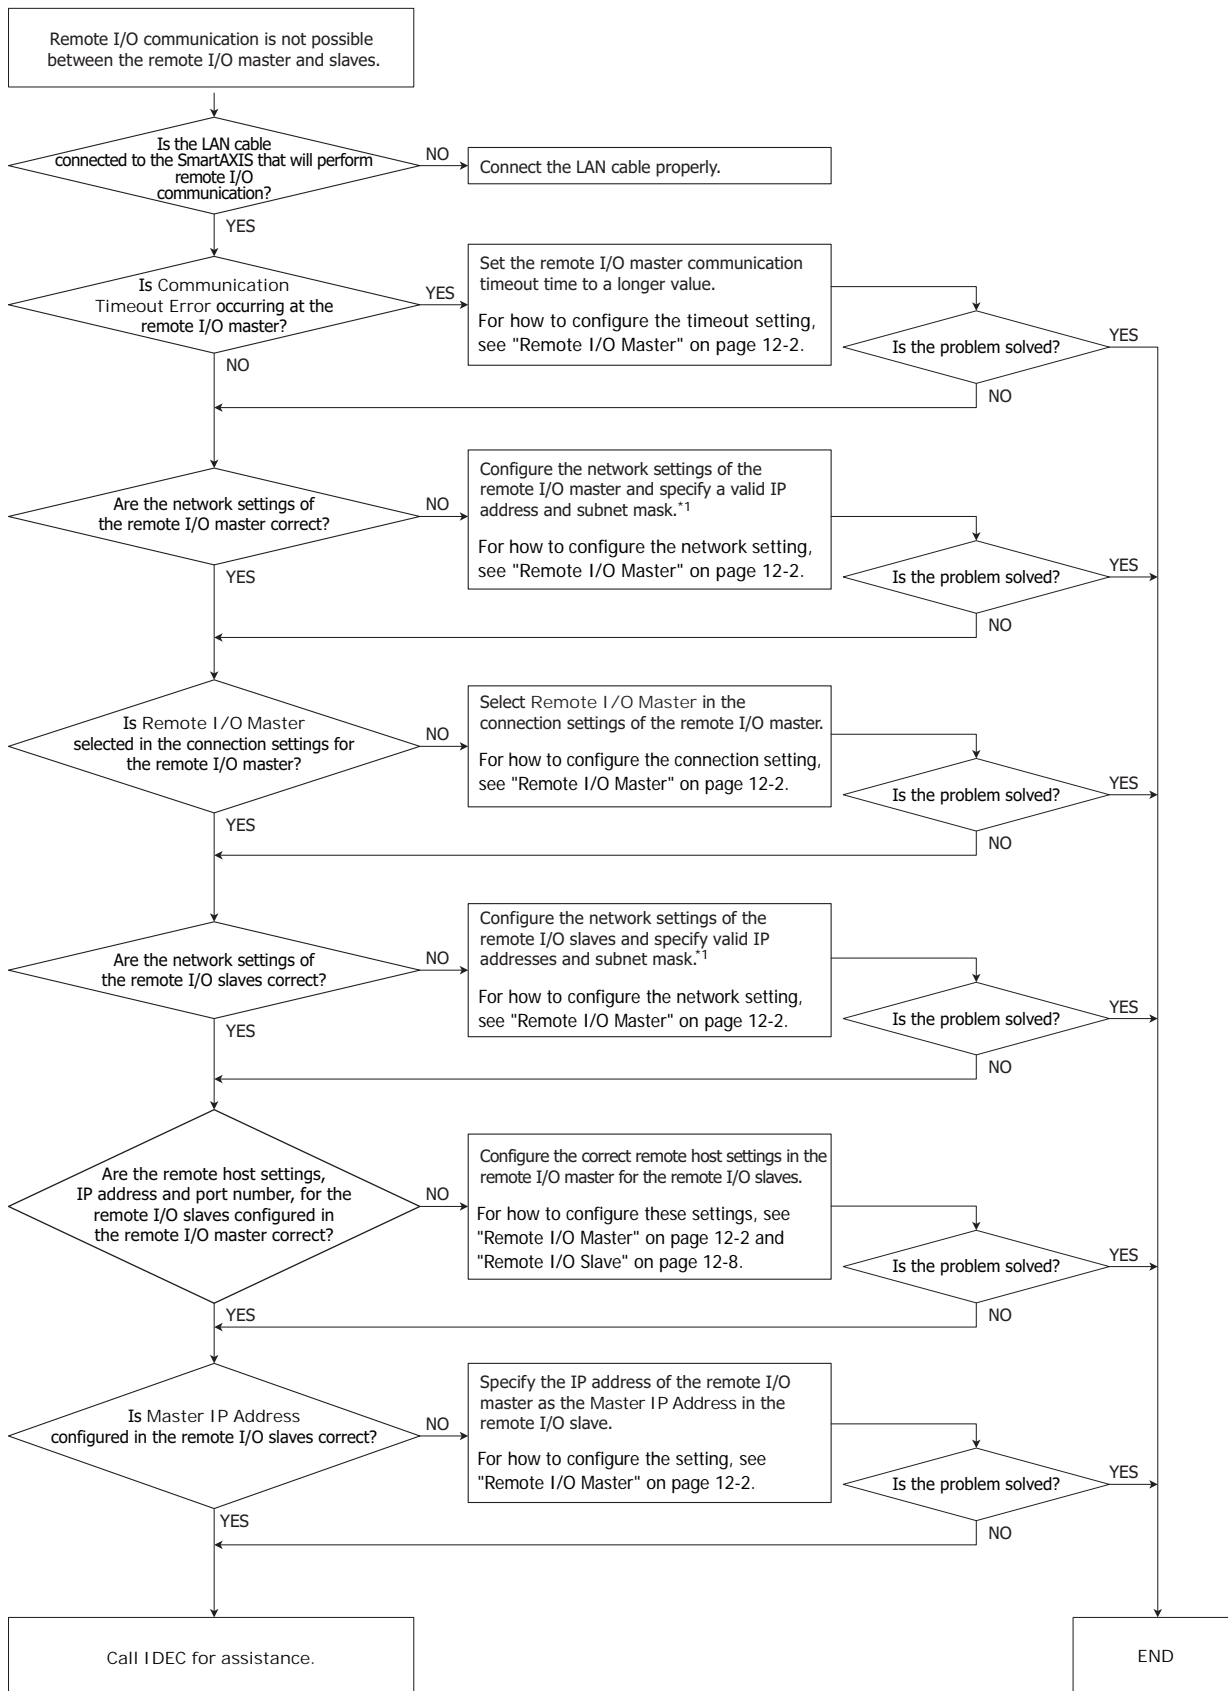 Remote I/O communication is not possible
between the remote I/O master and slaves.
Is the LAN cable
connected to the SmartAXIS that will perform
remote I/O
communication?
NO
Connect the LAN cable properly.
YES
Is Communication
Timeout Error occurring at the
remote I/O master?
YES
Set the remote I/O master communication
timeout time to a longer value.
For how to configure the timeout setting,
see "Remote I/O Master" on page 12-2.
Is the problem solved?
YES
NO
NO
Are the network settings of
the remote I/O master correct?
NO
Configure the network settings of the
remote I/O master and specify a valid IP
address and subnet mask.*1
For how to configure the network setting,
see "Remote I/O Master" on page 12-2.
Is the problem solved?
YES
YES
NO
Is Remote I/O Master
selected in the connection settings for
the remote I/O master?
NO
Select Remote I/O Master in the
connection settings of the remote I/O master.
For how to configure the connection setting,
see "Remote I/O Master" on page 12-2.
Is the problem solved?
YES
YES
NO
Are the network settings of
the remote I/O slaves correct?
NO
Configure the network settings of the
remote I/O slaves and specify valid IP
addresses and subnet mask.*1
For how to configure the network setting,
see "Remote I/O Master" on page 12-2.
Is the problem solved?
YES
YES
NO
Are the remote host settings,
IP address and port number, for the
remote I/O slaves configured in
the remote I/O master correct?
NO
Configure the correct remote host settings in the
remote I/O master for the remote I/O slaves.
For how to configure these settings, see
"Remote I/O Master" on page 12-2 and
"Remote I/O Slave" on page 12-8.
Is the problem solved?
YES
YES
NO
Is Master IP Address
configured in the remote I/O slaves correct?
NO
Specify the IP address of the remote I/O
master as the Master IP Address in the
remote I/O slave.
For how to configure the setting, see
"Remote I/O Master" on page 12-2.
Is the problem solved?
YES
YES
NO
Call IDEC for assistance.
END